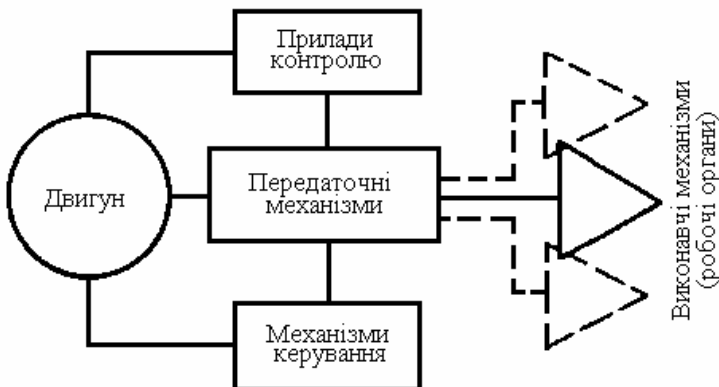 Прилади
контролю
Двигун
Передаточні
механізми
Механізми
керування
Виконавчі механізми
(робочі органи)